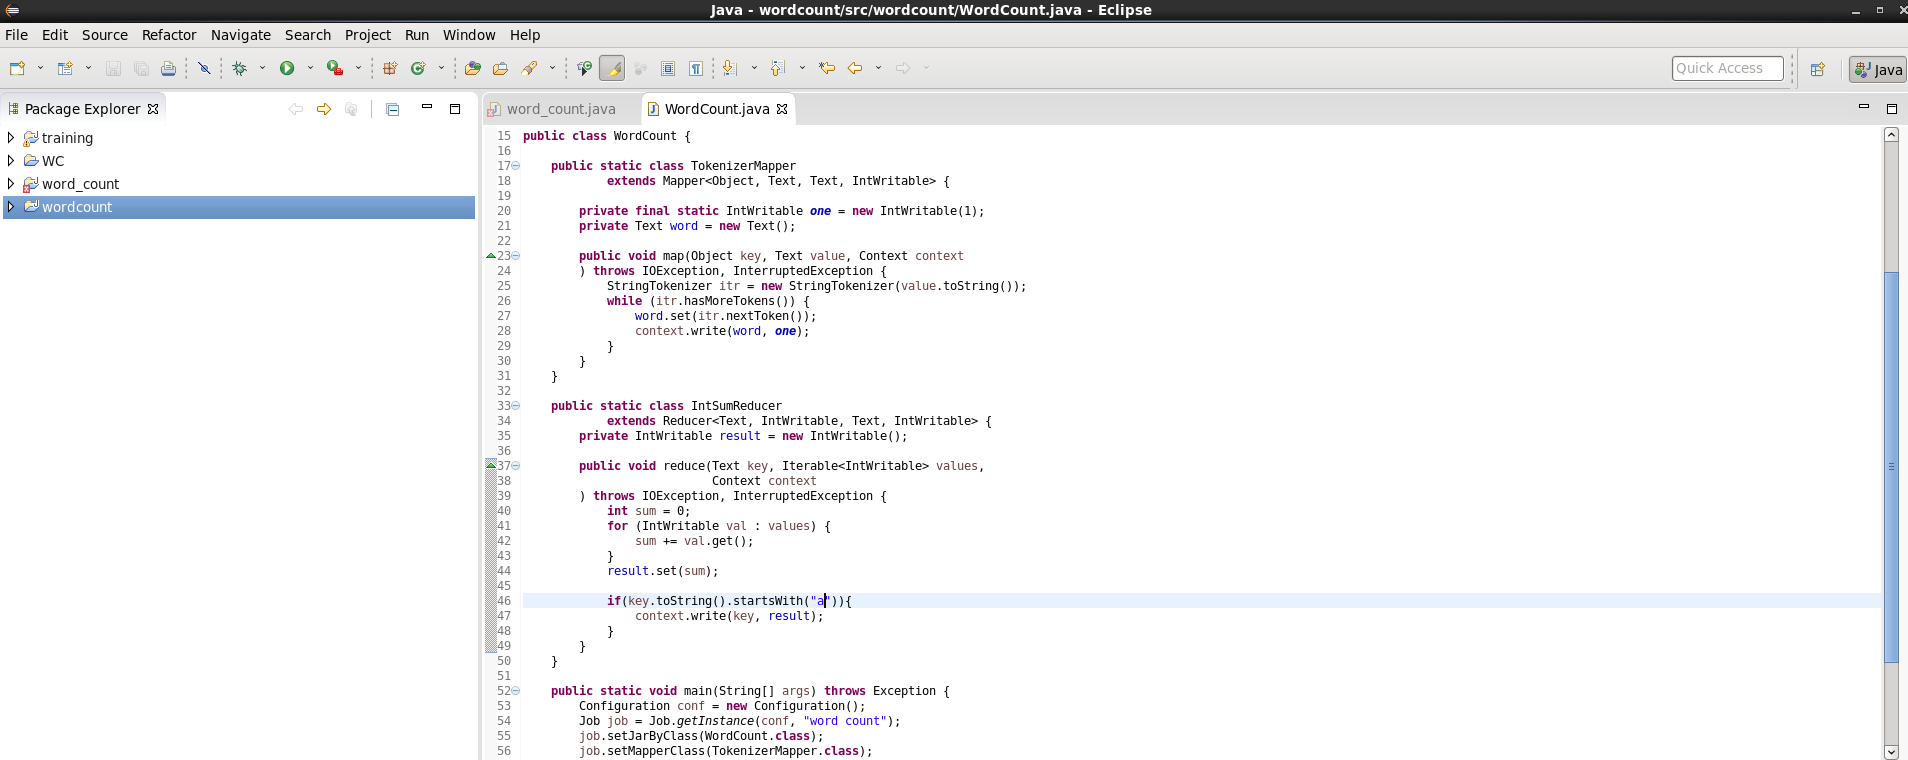 Java - wordcount/src/wordcount/WordCount.java - Eclipse
File Edit Source Refactor Navigate Search Project Run Window Help
Quick Access
Java
Package Explorer
training
WC
word_count
wordcount
word_count.java WordCount.java
15 public class WordCount {
16
17     public static class TokenizerMapper
18             extends Mapper<Object, Text, Text, IntWritable> {
19
20         private final static IntWritable one = new IntWritable(1);
21         private Text word = new Text();
22
23         public void map(Object key, Text value, Context context
24         ) throws IOException, InterruptedException {
25             StringTokenizer itr = new StringTokenizer(value.toString());
26             while (itr.hasMoreTokens()) {
27                 word.set(itr.nextToken());
28                 context.write(word, one);
29             }
30         }
31     }
32
33     public static class IntSumReducer
34             extends Reducer<Text, IntWritable, Text, IntWritable> {
35         private IntWritable result = new IntWritable();
36
37         public void reduce(Text key, Iterable<IntWritable> values,
38                            Context context
39         ) throws IOException, InterruptedException {
40             int sum = 0;
41             for (IntWritable val : values) {
42                 sum += val.get();
43             }
44             result.set(sum);
45
46             if(key.toString().startsWith("a")){
47                 context.write(key, result);
48             }
49         }
50     }
51
52     public static void main(String[] args) throws Exception {
53         Configuration conf = new Configuration();
54         Job job = Job.getInstance(conf, "word count");
55         job.setJarByClass(WordCount.class);
56         job.setMapperClass(TokenizerMapper.class);